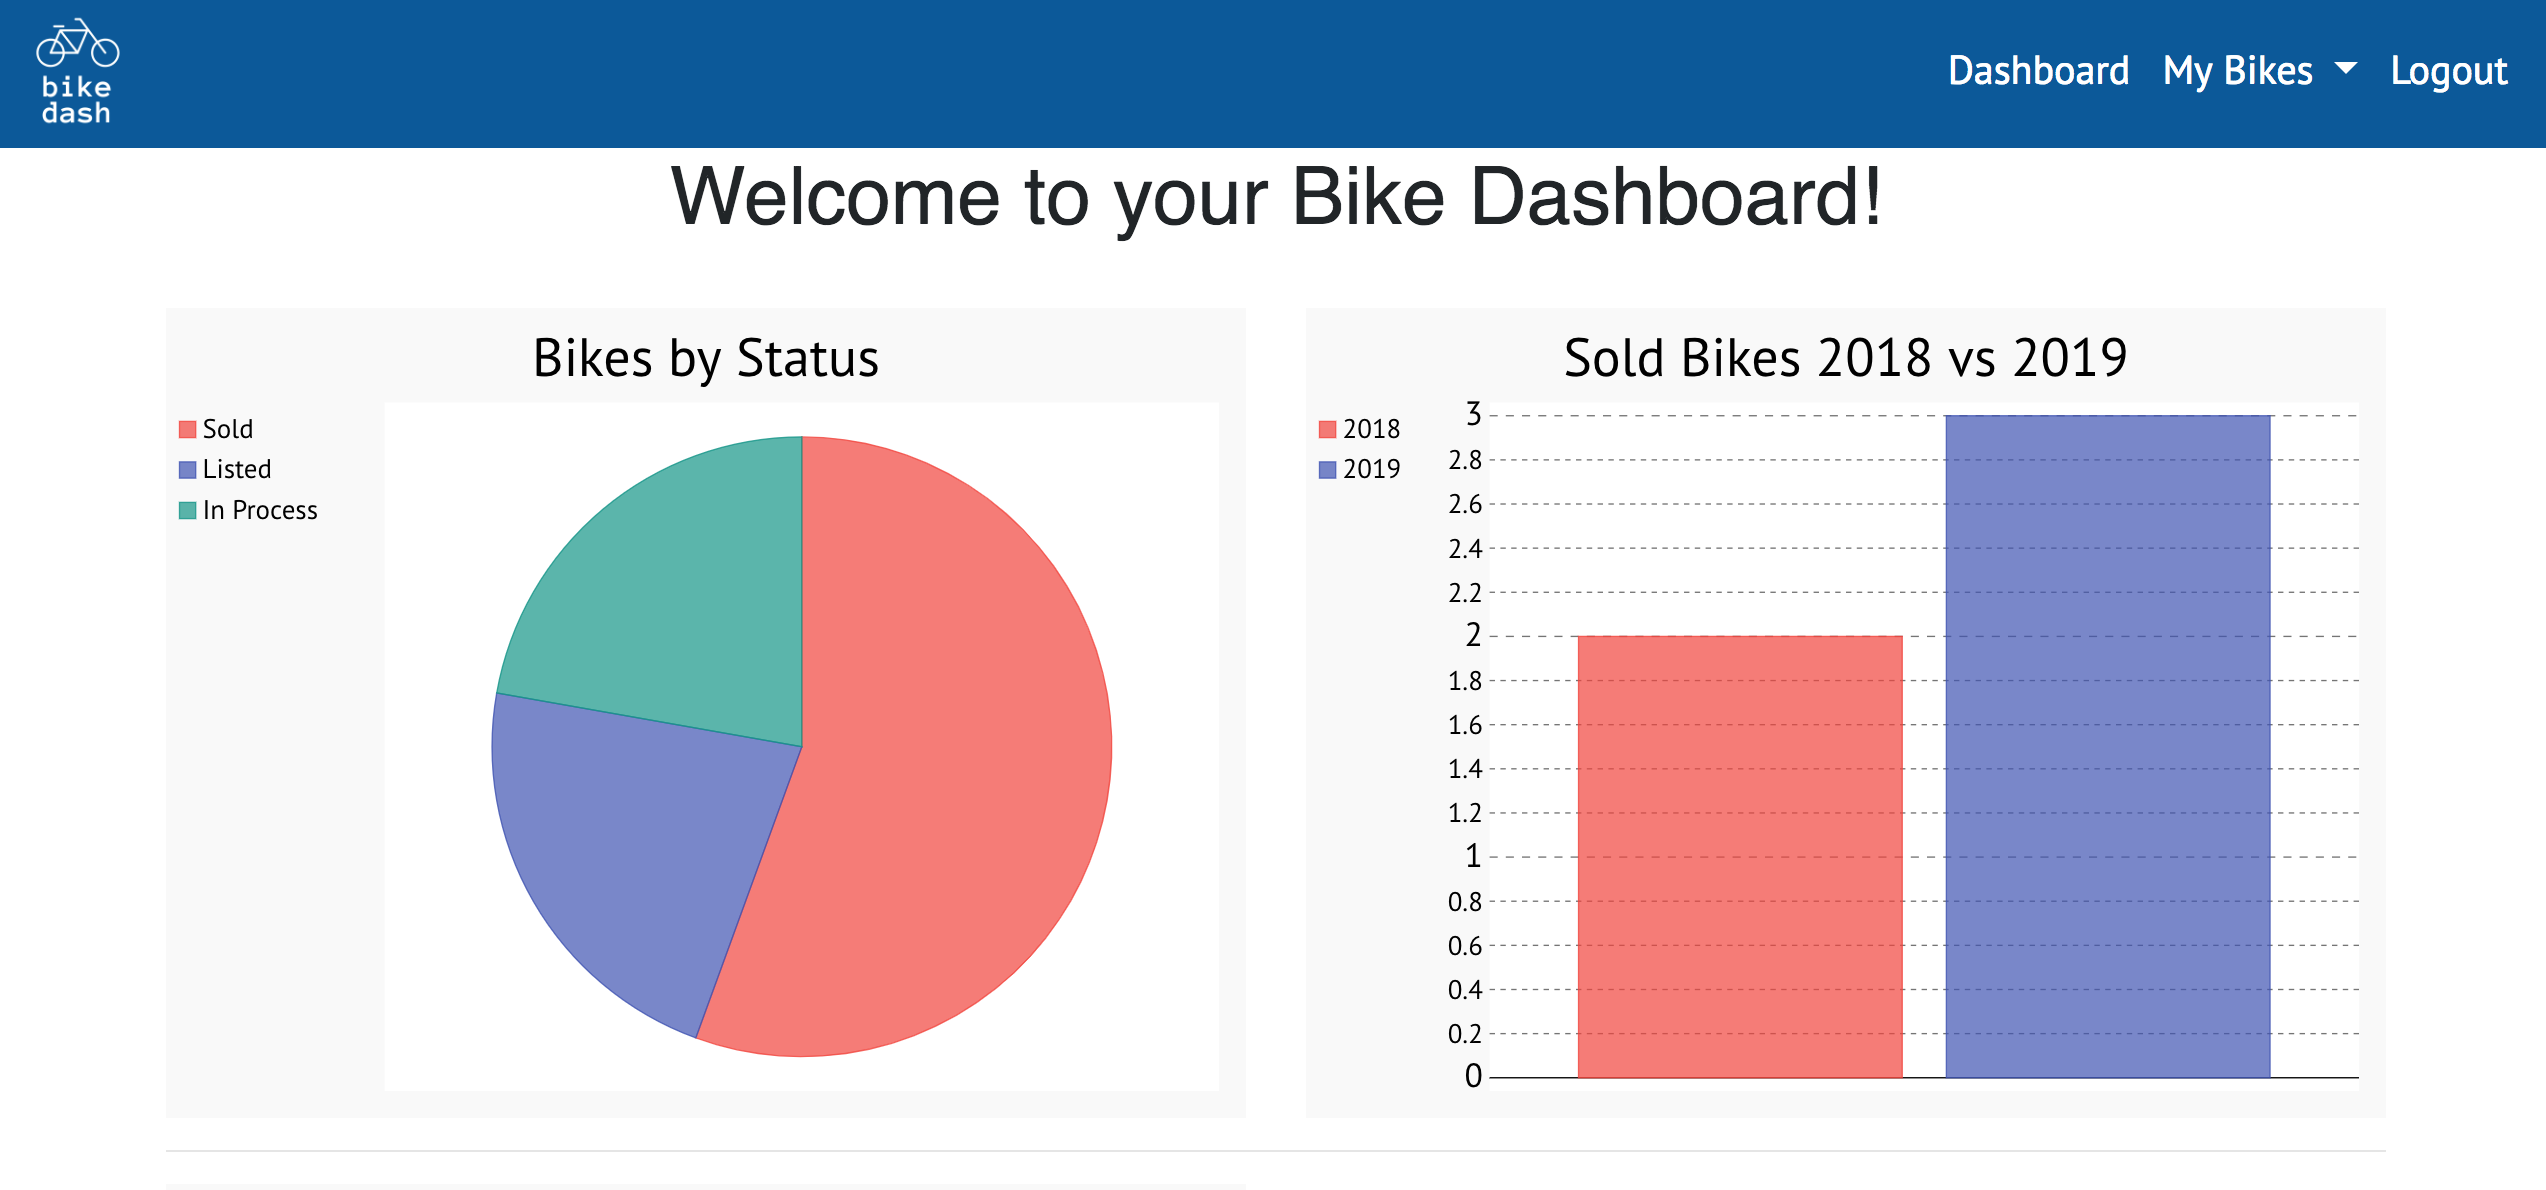 bike
dash
Dashboard My Bikes Logout
Welcome to your Bike Dashboard!
Bikes by Status
Sold
Listed
In Process
Sold Bikes 2018 vs 2019
2018
2019
3
2.8
2.6
2.4
2.2
2
1.8
1.6
1.4
1.2
1
0.8
0.6
0.4
0.2
0